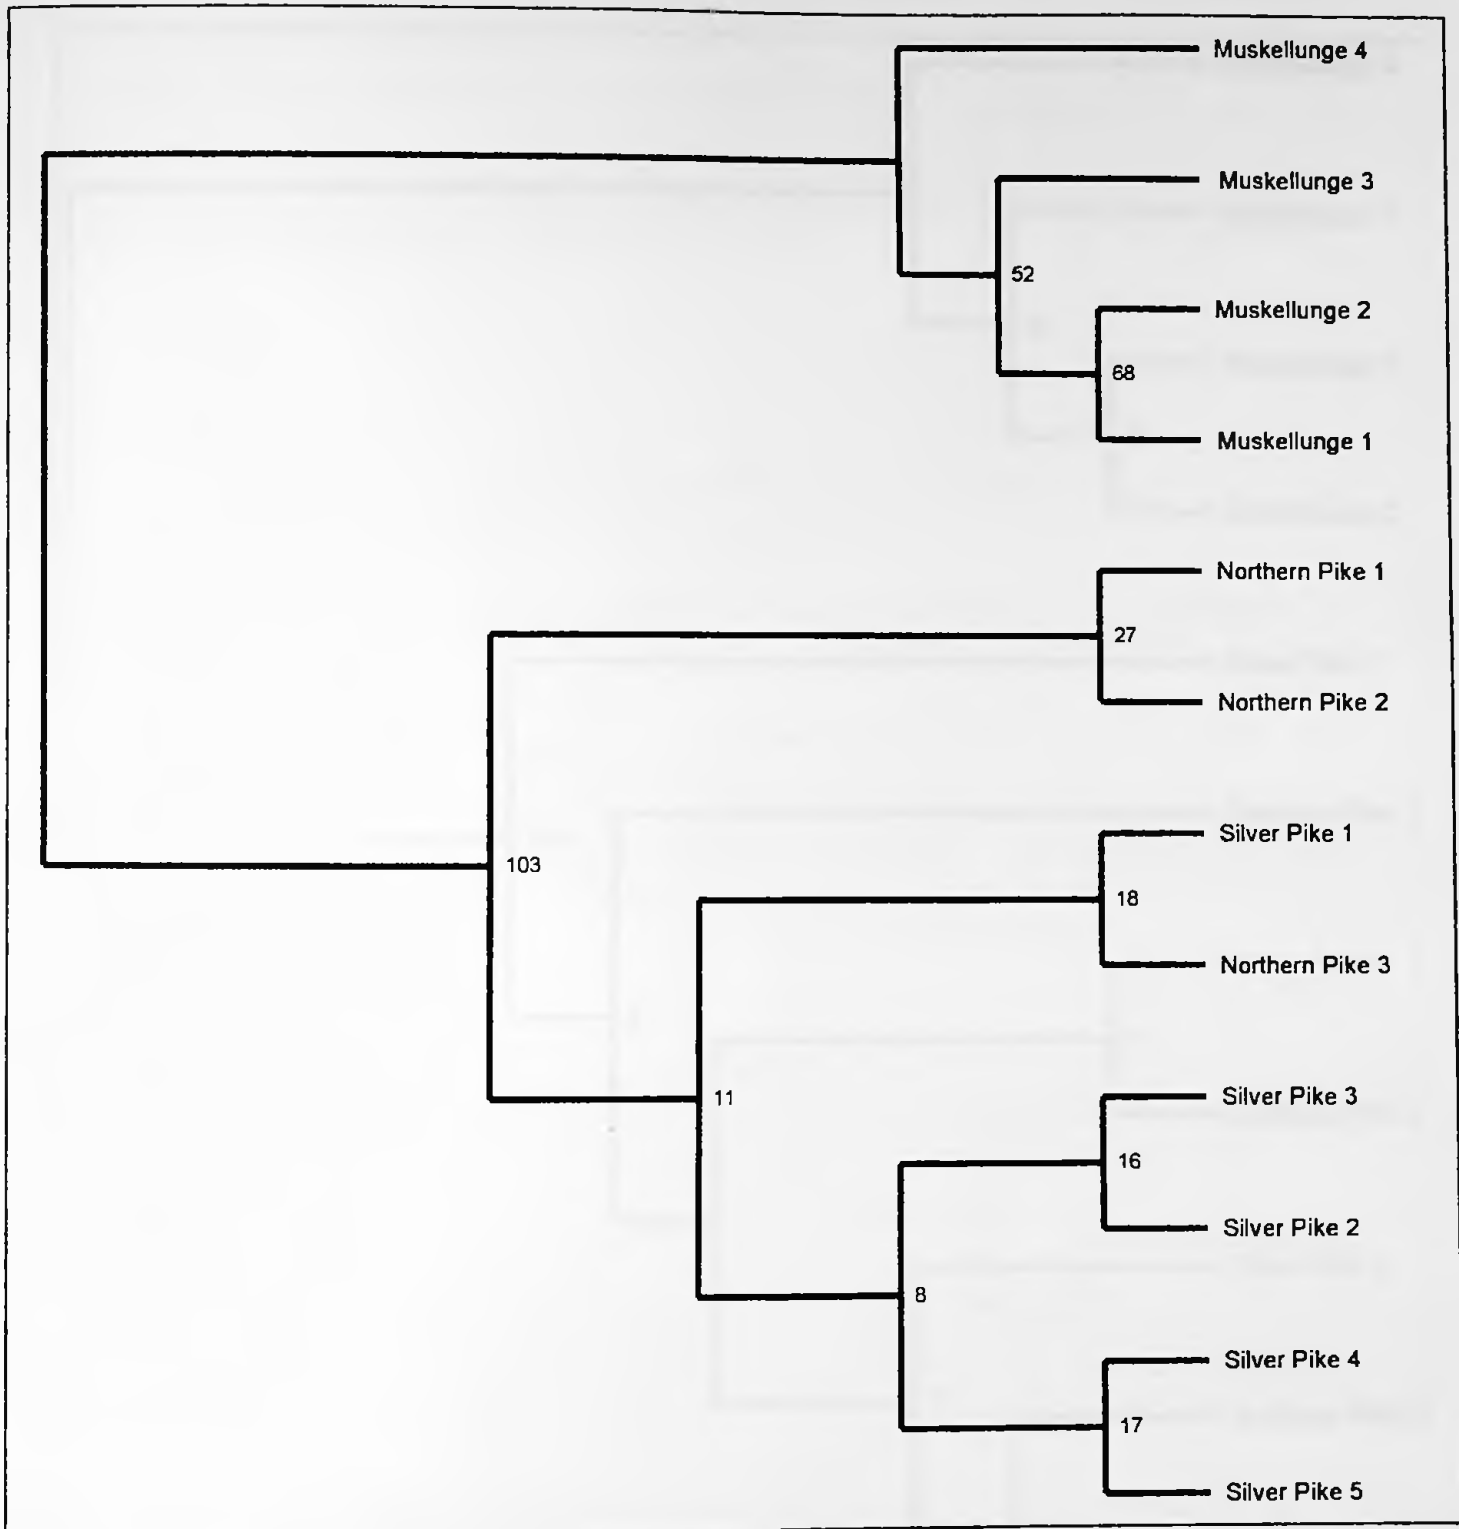 Muskellunge 4
Muskellunge 3
52
Muskellunge 2
68
Muskellunge 1
Northern Pike 1
27
Northern Pike 2
Silver Pike 1
103
18
Northern Pike 3
Silver Pike 3
11
16
Silver Pike 2
8
Silver Pike 4
17
Silver Pike 5